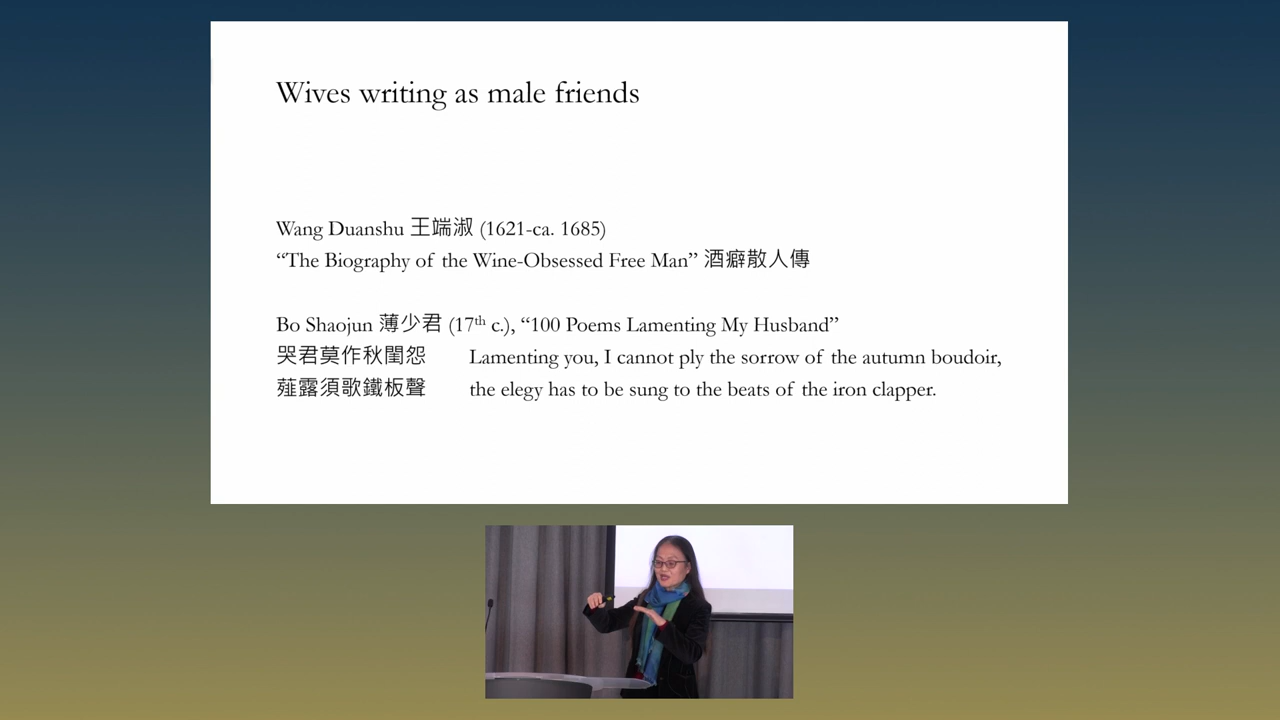 Wives writing as male friends
Wang Duanshu 王端淑 (1621-ca. 1685)
“The Biography of the Wine-Obsessed Free Man” 酒癖散人傳
Bo Shaojun 薄少君 (17th c.), “100 Poems Lamenting My Husband”
哭君莫作秋閨怨 Lamenting you, I cannot ply the sorrow of the autumn boudoir,
薤露須歌鐵板聲 the elegy has to be sung to the beats of the iron clapper.